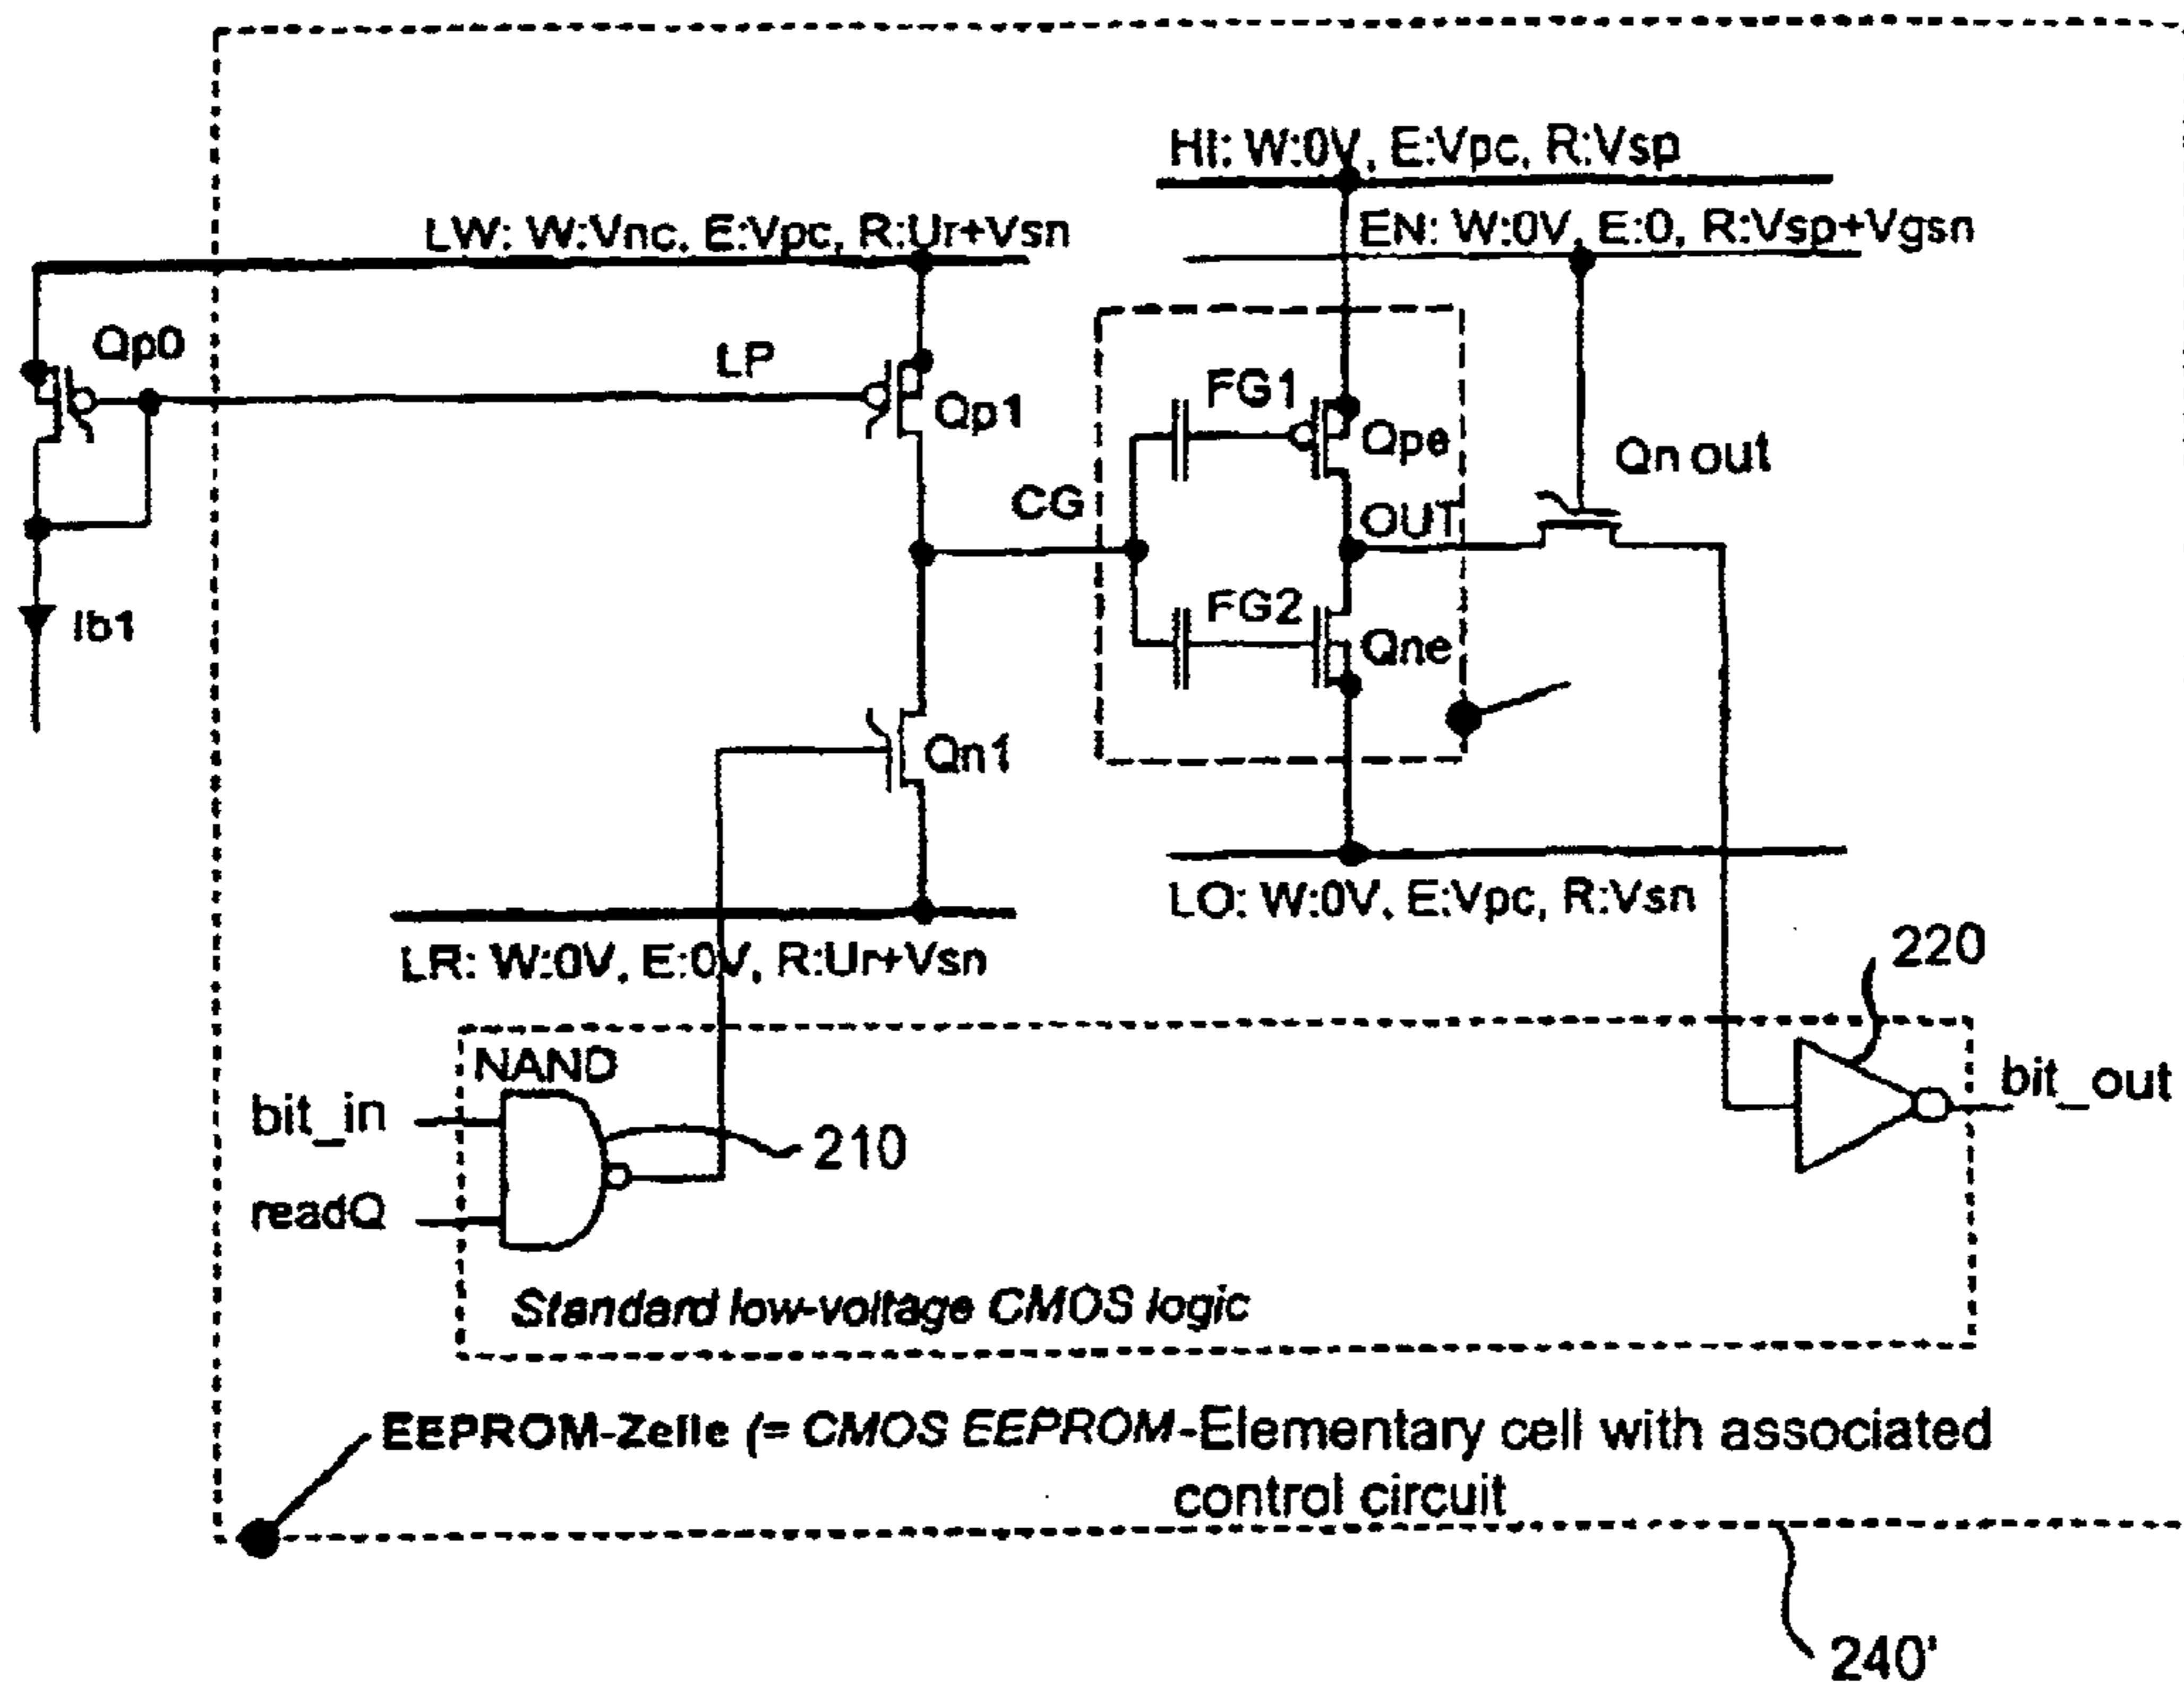 HI: W:0V, E:Vpc, R:Vsp
LW: W:Vnc, E:Vpc, R:Ur+Vsn
EN: W:0V, E:0, R:Vsp+Vgsn
Qp0
LP
Qp1
FG1
Qpe
Qn out
CG
OUT
FG2
Qne
Ib1
Qn1
LO: W:0V, E:Vpc, R:Vsn
LR: W:0V, E:0V, R:Ur+Vsn
220
NAND
bit_in
bit_out
210
readQ
Standard low-voltage CMOS logic
EEPROM-Zelle (= CMOS EEPROM-Elementary cell with associated
control circuit
240'